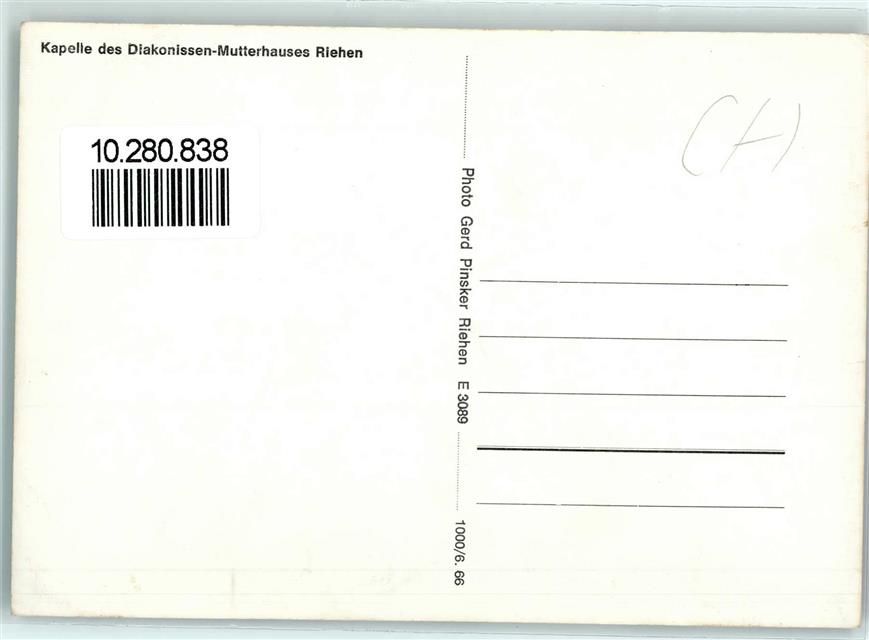 Kapelle des Diakonissen-Mutterhauses Riehen
10.280.838
Photo Gerd Pinsker Riehen E 3089
1000/6. 66